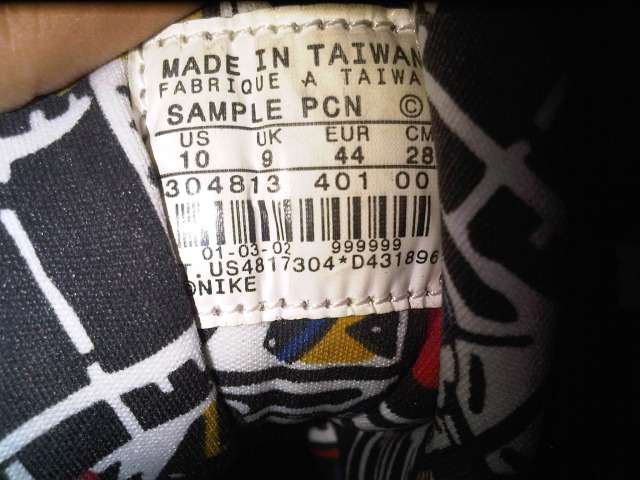 MADE IN TAIWAN
FABRIQUE A TAIWA
SAMPLE PCN ©
US UK EUR CM
10 9 44 28
304813 401 00
01-03-02 999999
T. US4817304*D431896
©NIKE